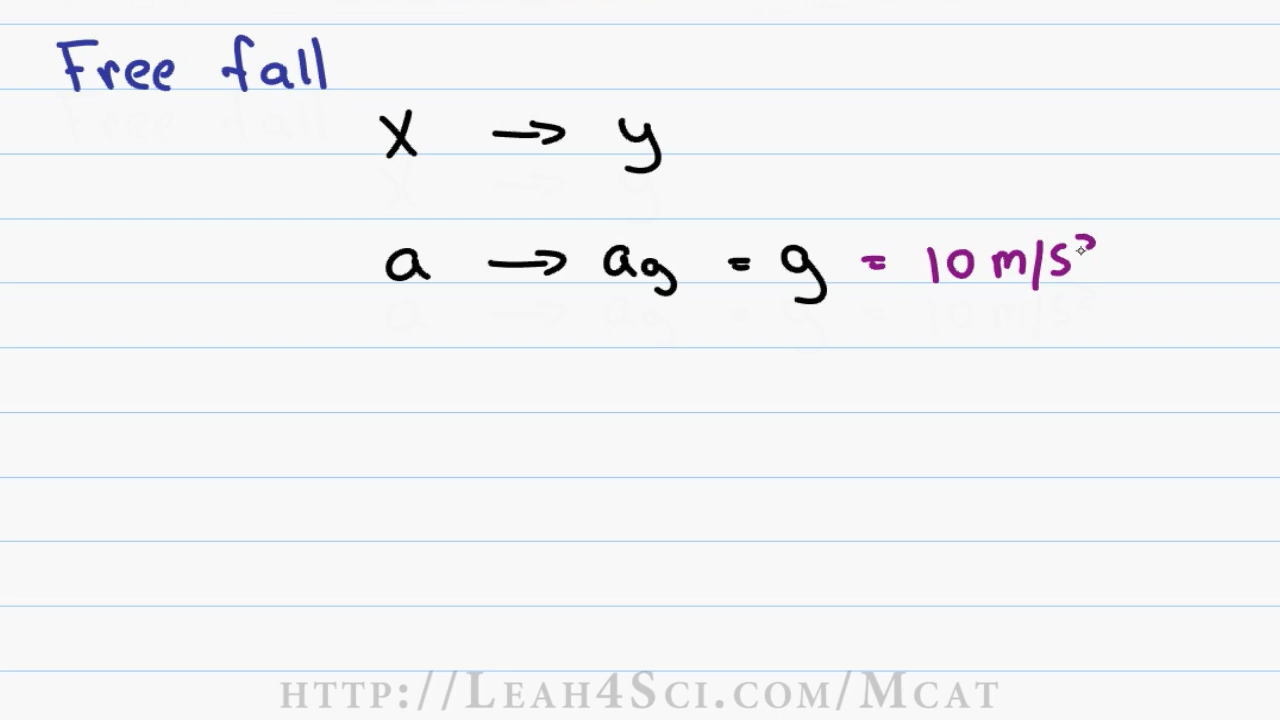 Free fall
x → y
a → ag = g = 10 m/s²
http://Leah4Sci.com/Mcat